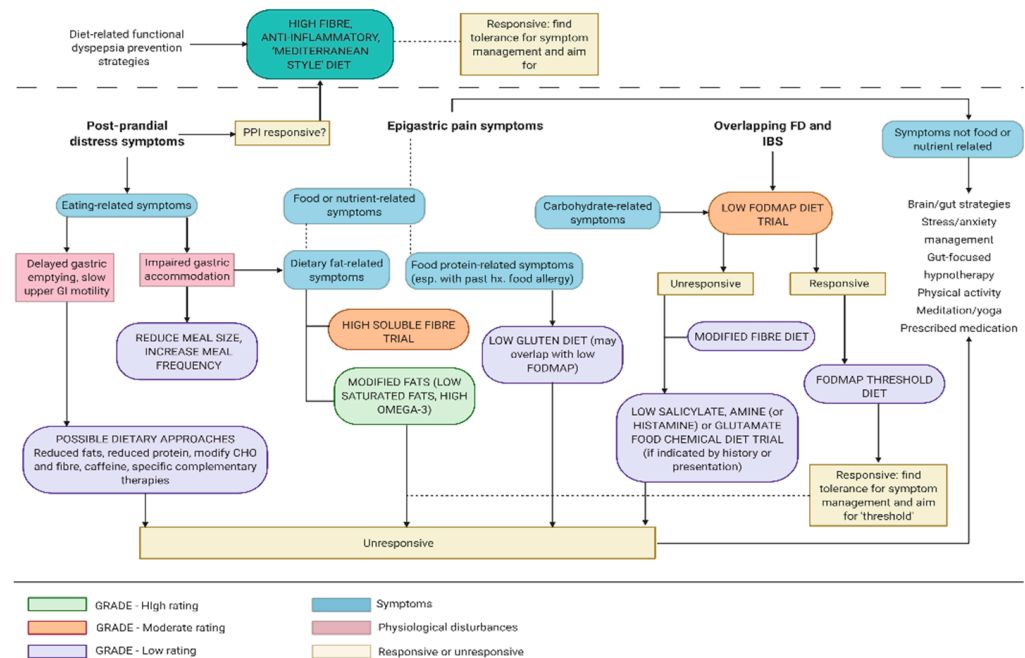 Diet-related functional
dyspepsia prevention
strategies
HIGH FIBRE,
ANTI-INFLAMMATORY,
'MEDITERRANEAN
STYLE' DIET
Responsive: find
tolerance for symptom
management and aim
for
Post-prandial
distress symptoms
PPI responsive?
Epigastric pain symptoms
Overlapping FD and
IBS
Symptoms not food or
nutrient related
Eating-related symptoms
Food or nutrient-related
symptoms
Carbohydrate-related
symptoms
LOW FODMAP DIET
TRIAL
Brain/gut strategies
Stress/anxiety
management
Gut-focused
hypnotherapy
Physical activity
Meditation/yoga
Prescribed medication
Delayed gastric
emptying, slow
upper GI motility
Impaired gastric
accommodation
Dietary fat-related
symptoms
Food protein-related symptoms
(esp. with past hx. food allergy)
Unresponsive
Responsive
REDUCE MEAL SIZE,
INCREASE MEAL
FREQUENCY
HIGH SOLUBLE FIBRE
TRIAL
LOW GLUTEN DIET (may
overlap with low
FODMAP)
MODIFIED FIBRE DIET
MODIFIED FATS (LOW
SATURATED FATS, HIGH
OMEGA-3)
FODMAP THRESHOLD
DIET
POSSIBLE DIETARY APPROACHES
Reduced fats, reduced protein, modify CHO
and fibre, caffeine, specific complementary
therapies
LOW SALICYLATE, AMINE (or
HISTAMINE) or GLUTAMATE
FOOD CHEMICAL DIET TRIAL
(if indicated by history or
presentation)
Responsive: find
tolerance for symptom
management and aim
for 'threshold'
Unresponsive
GRADE - HIgh rating
GRADE - Moderate rating
GRADE - Low rating
Symptoms
Physiological disturbances
Responsive or unresponsive